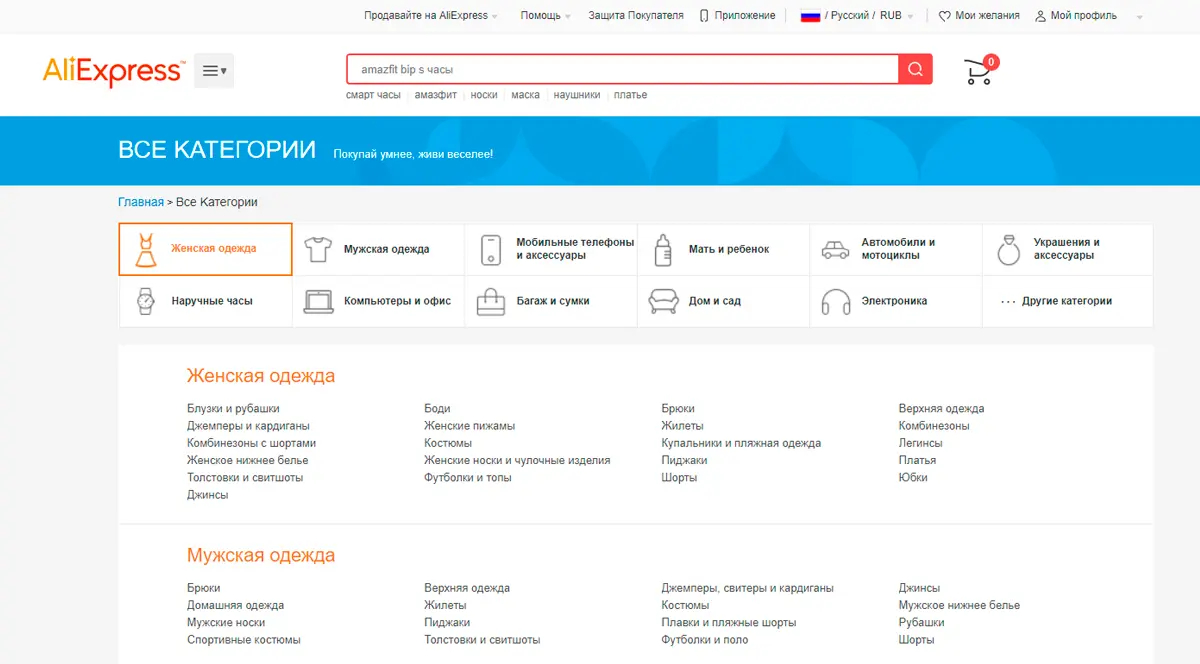 Продавайте на AliExpress Помощь Защита Покупателя Приложение / Русский / RUB Мои желания Мой профиль
AliExpress™
amazfit bip s часы
0
смарт часы амазфит носки маска наушники платье
ВСЕ КАТЕГОРИИ Покупай умнее, живи веселее!
Главная > Все Категории
Женская одежда
Мужская одежда
Мобильные телефоны
и аксессуары
Мать и ребенок
Автомобили и
мотоциклы
Украшения и
аксессуары
Наручные часы
Компьютеры и офис
Багаж и сумки
Дом и сад
Электроника
··· Другие категории
Женская одежда
Блузки и рубашки Боди Брюки Верхняя одежда
Джемперы и кардиганы Женские пижамы Жилеты Комбинезоны
Комбинезоны с шортами Костюмы Купальники и пляжная одежда Легинсы
Женское нижнее белье Женские носки и чулочные изделия Пиджаки Платья
Толстовки и свитшоты Футболки и топы Шорты Юбки
Джинсы
Мужская одежда
Брюки Верхняя одежда Джемперы, свитеры и кардиганы Джинсы
Домашняя одежда Жилеты Костюмы Мужское нижнее белье
Мужские носки Пиджаки Плавки и пляжные шорты Рубашки
Спортивные костюмы Толстовки и свитшоты Футболки и поло Шорты